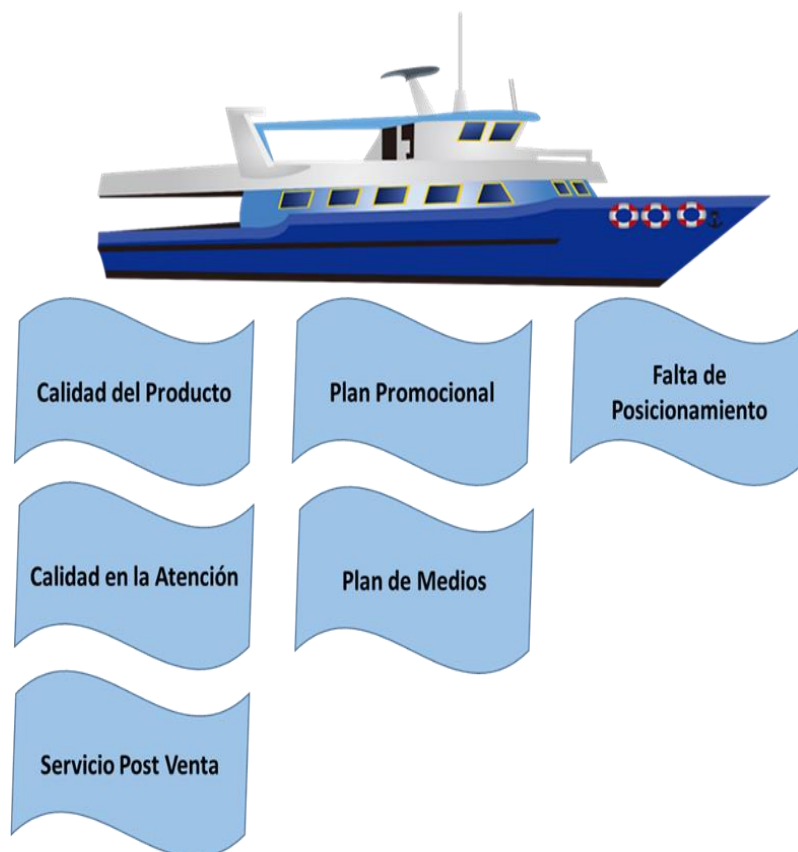 Calidad del Producto
Plan Promocional
Falta de
Posicionamiento
Calidad en la Atención
Plan de Medios
Servicio Post Venta